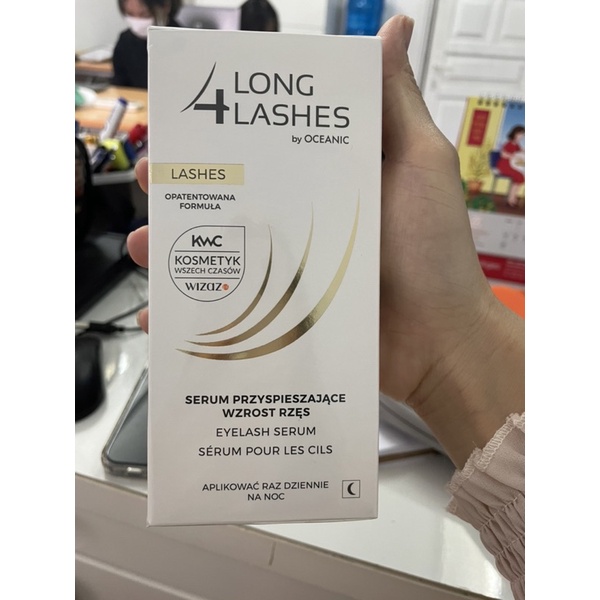 4 LONG
LASHES
by OCEANIC
LASHES
OPATENTOWANA
FORMUŁA
KWC
KOSMETYK
WSZECH CZASÓW
WIZAZ
SERUM PRZYSPIESZAJĄCE
WZROST RZĘS
EYELASH SERUM
SÉRUM POUR LES CILS
APLIKOWAĆ RAZ DZIENNIE
NA NOC